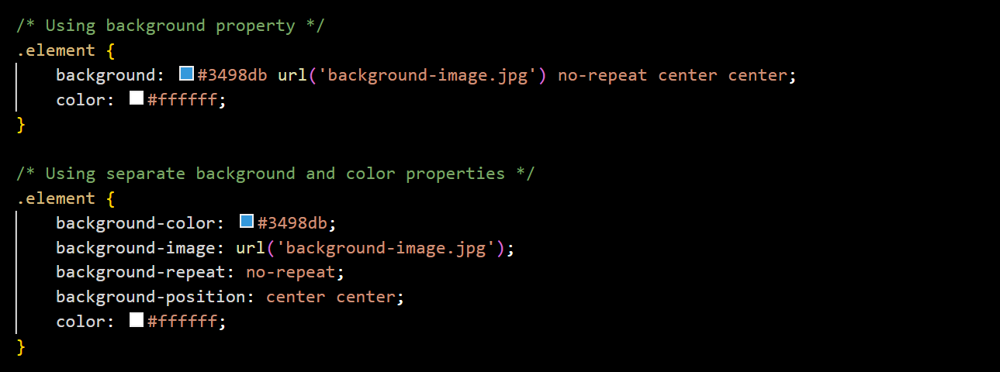 /* Using background property */
.element {
    background: #3498db url('background-image.jpg') no-repeat center center;
    color: #ffffff;
}

/* Using separate background and color properties */
.element {
    background-color: #3498db;
    background-image: url('background-image.jpg');
    background-repeat: no-repeat;
    background-position: center center;
    color: #ffffff;
}